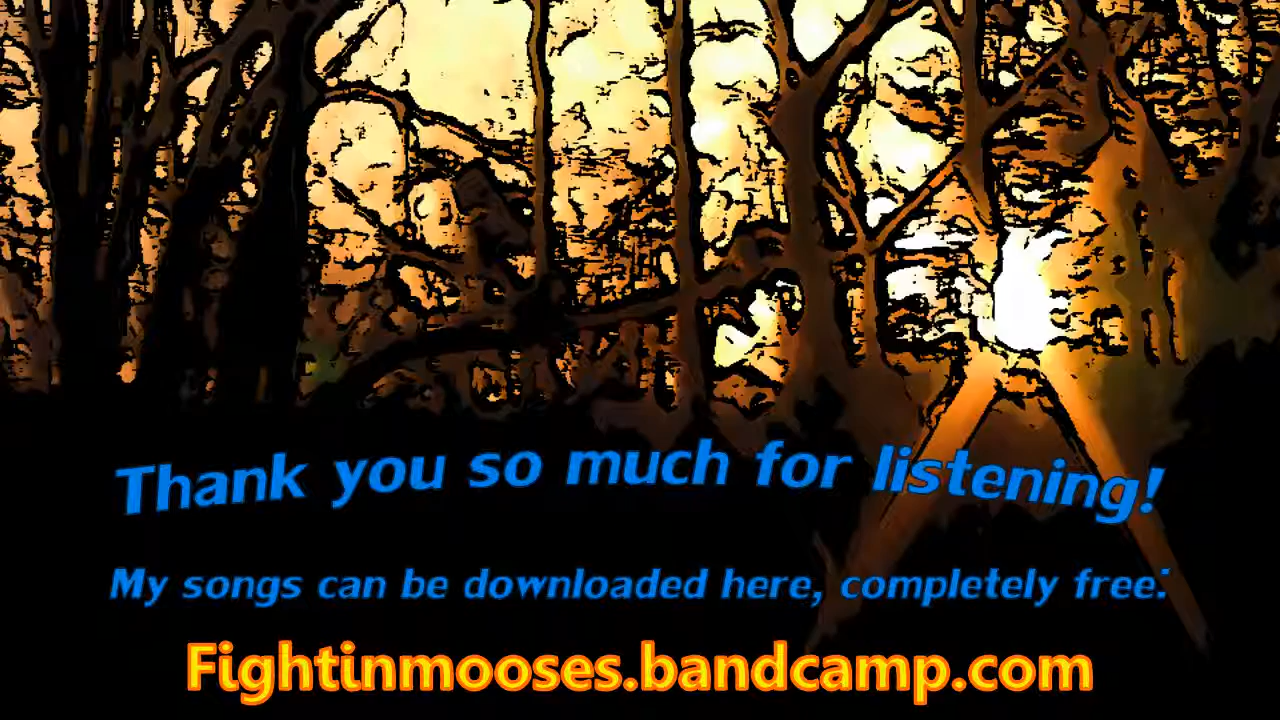 Thank you so much for listening!
My songs can be downloaded here, completely free:
Fightinmooses.bandcamp.com